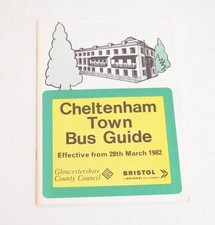 Cheltenham
Town
Bus Guide
Effective from 28th March 1982
Gloucestershire
County Council
BRISTOL